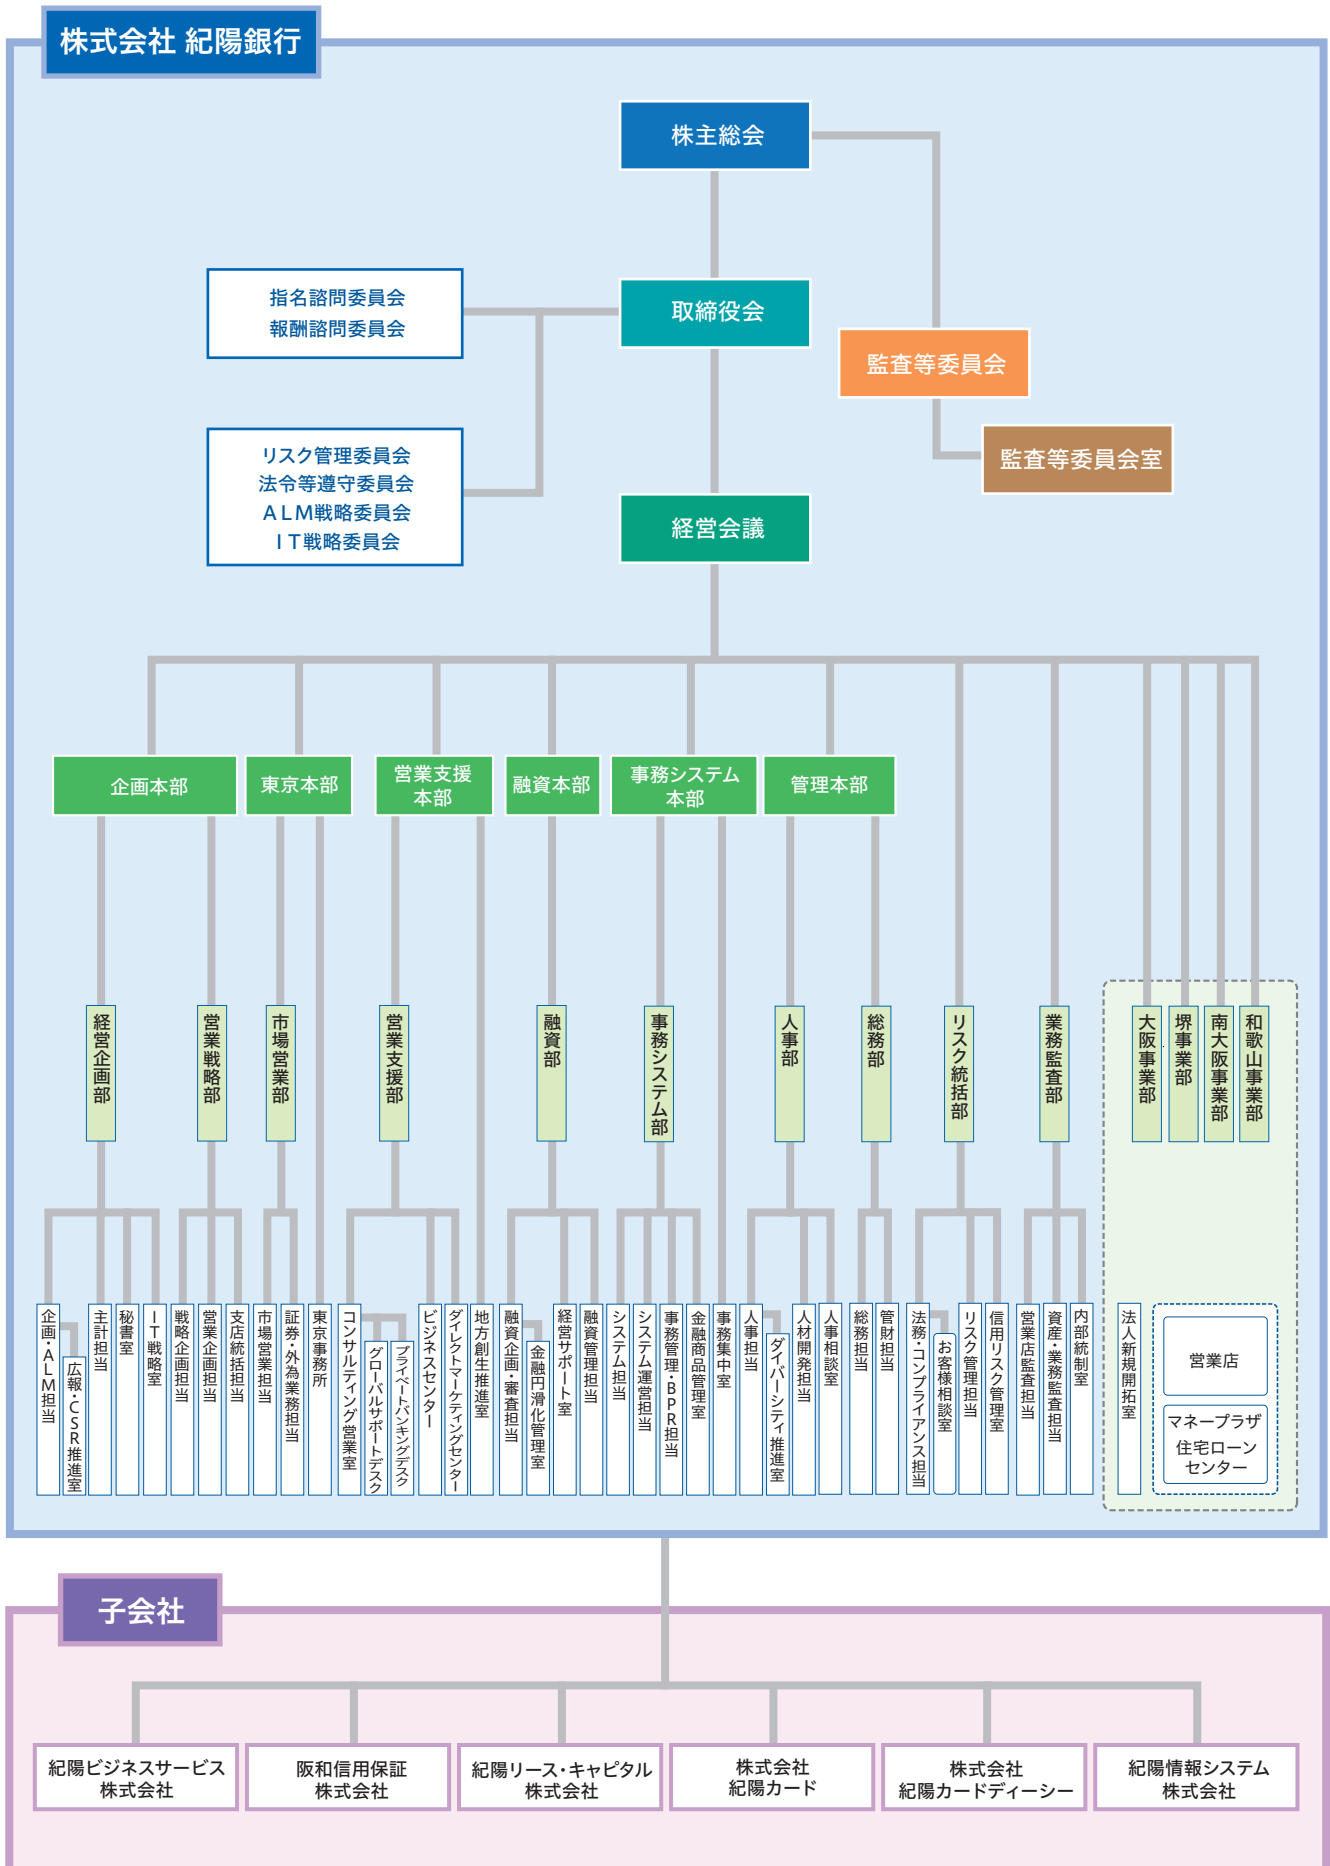 株式会社 紀陽銀行
株主総会
指名諮問委員会
報酬諮問委員会
取締役会
監査等委員会
監査等委員会室
リスク管理委員会
法令等遵守委員会
ALM戦略委員会
IT戦略委員会
経営会議
企画本部
東京本部
営業支援
本部
融資本部
事務システム
本部
管理本部
経営企画部
営業戦略部
市場営業部
営業支援部
融資部
事務システム部
人事部
総務部
リスク統括部
業務監査部
大阪事業部
堺事業部
南大阪事業部
和歌山事業部
企画・ALM担当
広報・CSR推進室
主計担当
秘書室
IT戦略室
戦略企画担当
営業企画担当
支店統括担当
市場営業担当
証券・外為業務担当
東京事務所
コンサルティング営業室
グローバルサポートデスク
プライベートバンキングデスク
ビジネスセンター
ダイレクトマーケティングセンター
地方創生推進室
融資企画・審査担当
金融円滑化管理室
経営サポート室
融資管理担当
システム担当
システム運営担当
事務管理・BPR担当
金融商品管理室
事務集中室
人事担当
ダイバーシティ推進室
人材開発担当
人事相談室
総務担当
管財担当
法務・コンプライアンス担当
お客様相談室
リスク管理担当
信用リスク管理室
営業店監査担当
資産・業務監査担当
内部統制室
法人新規開拓室
営業店
マネープラザ
住宅ローン
センター
子会社
紀陽ビジネスサービス
株式会社
阪和信用保証
株式会社
紀陽リース・キャピタル
株式会社
株式会社
紀陽カード
株式会社
紀陽カードディーシー
紀陽情報システム
株式会社